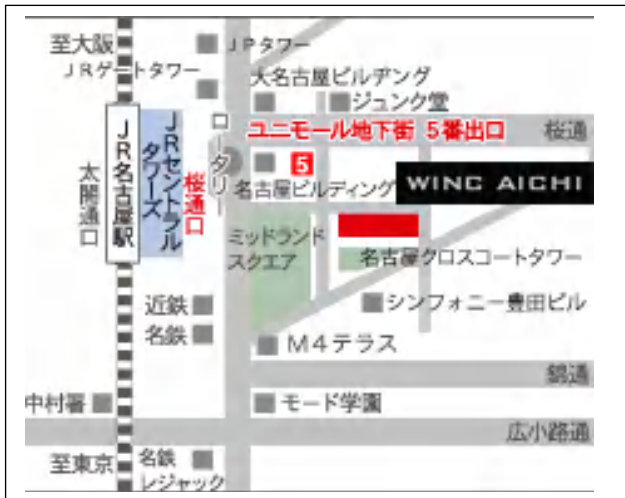 至大阪
JPタワー
JRゲートタワー
大名古屋ビルヂング
ジュンク堂
ユニモール地下街 5番出口
桜通
JR名古屋駅
JRセントラル
タワーズ
ロータリー
桜通口
太閤通口
5
名古屋ビルディング
WINC AICHI
ミッドランド
スクエア
名古屋クロスコートタワー
近鉄
シンフォニー豊田ビル
名鉄
M4テラス
錦通
中村署
モード学園
広小路通
至東京
名鉄
レジャック